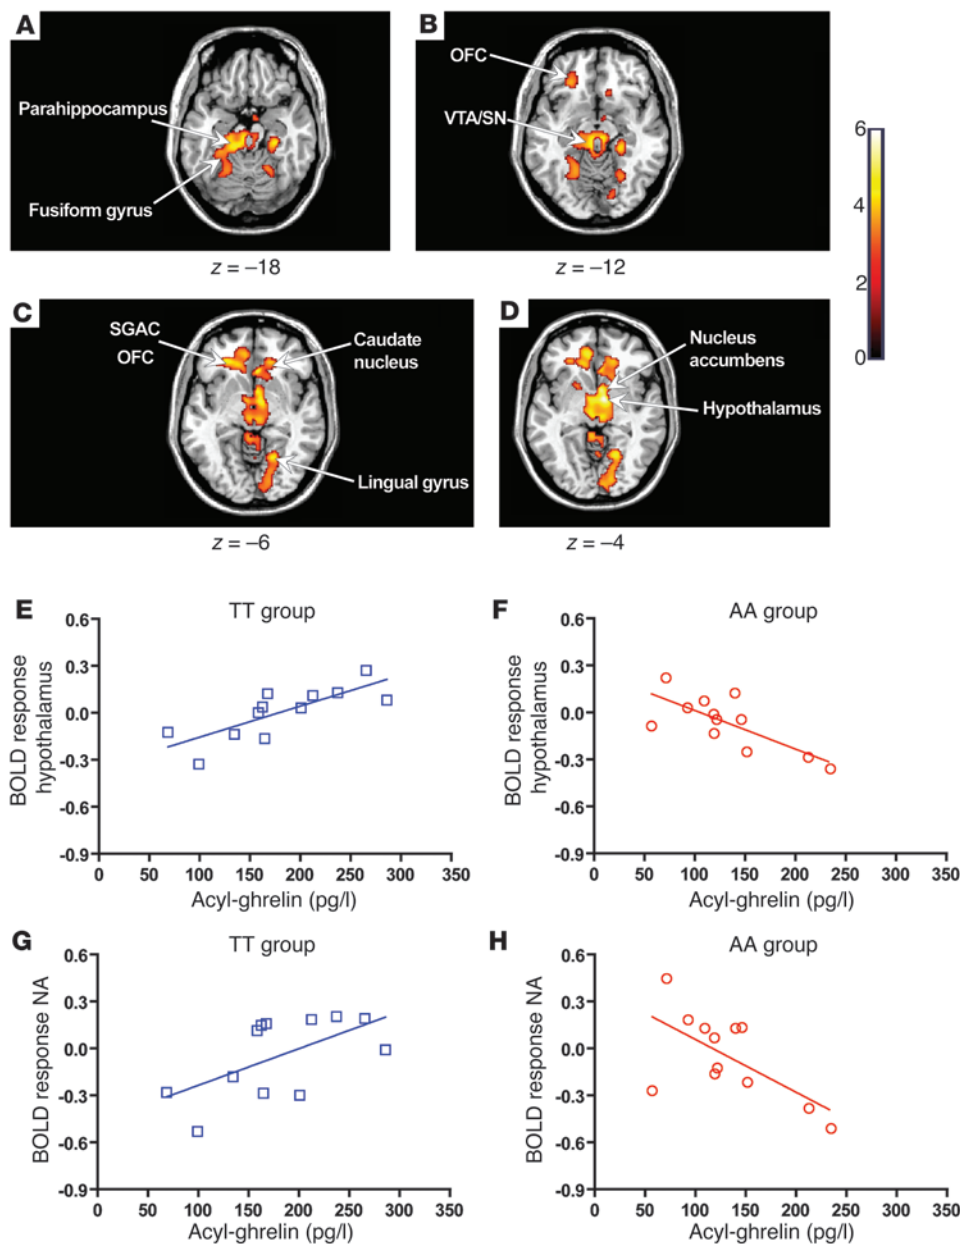 A
Parahippocampus
Fusiform gyrus
z = –18
B
OFC
VTA/SN
z = –12
6
4
2
0
C
SGAC
OFC
Caudate
nucleus
Lingual gyrus
z = –6
D
Nucleus
accumbens
Hypothalamus
z = –4
E
TT group
BOLD response
hypothalamus
0.6
0.3
0.0
-0.3
-0.6
-0.9
0 50 100 150 200 250 300 350
Acyl-ghrelin (pg/l)
F
AA group
BOLD response
hypothalamus
0.6
0.3
0.0
-0.3
-0.6
-0.9
0 50 100 150 200 250 300 350
Acyl-ghrelin (pg/l)
G
TT group
BOLD response NA
0.6
0.3
0.0
-0.3
-0.6
-0.9
0 50 100 150 200 250 300 350
Acyl-ghrelin (pg/l)
H
AA group
BOLD response NA
0.6
0.3
0.0
-0.3
-0.6
-0.9
0 50 100 150 200 250 300 350
Acyl-ghrelin (pg/l)